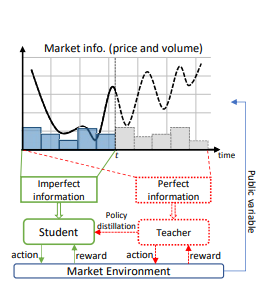 Market info. (price and volume)
t
time
Imperfect
information
Perfect
information
Policy
distillation
Student
Teacher
action
reward
action
reward
Market Environment
Public variable